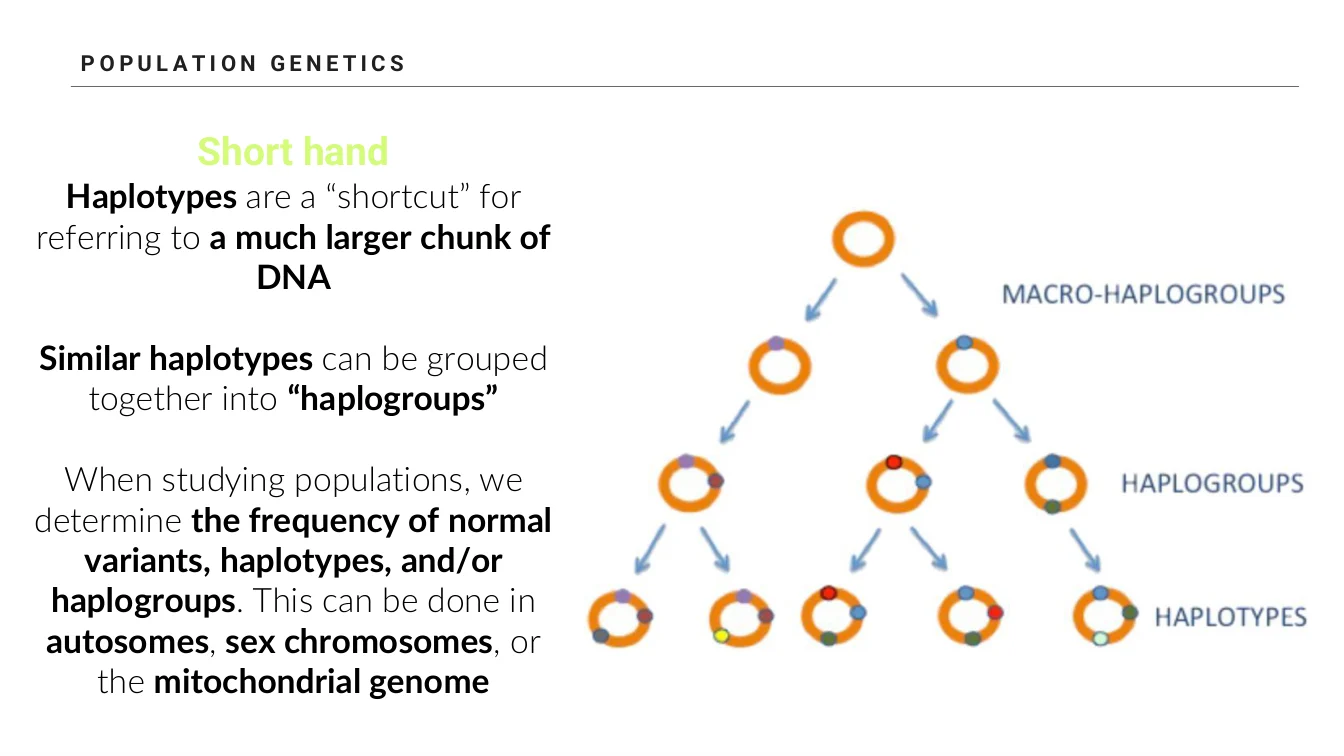 POPULATION GENETICS
Short hand
Haplotypes are a “shortcut” for
referring to a much larger chunk of
DNA
Similar haplotypes can be grouped
together into “haplogroups”
When studying populations, we
determine the frequency of normal
variants, haplotypes, and/or
haplogroups. This can be done in
autosomes, sex chromosomes, or
the mitochondrial genome
MACRO-HAPLOGROUPS
HAPLOGROUPS
HAPLOTYPES